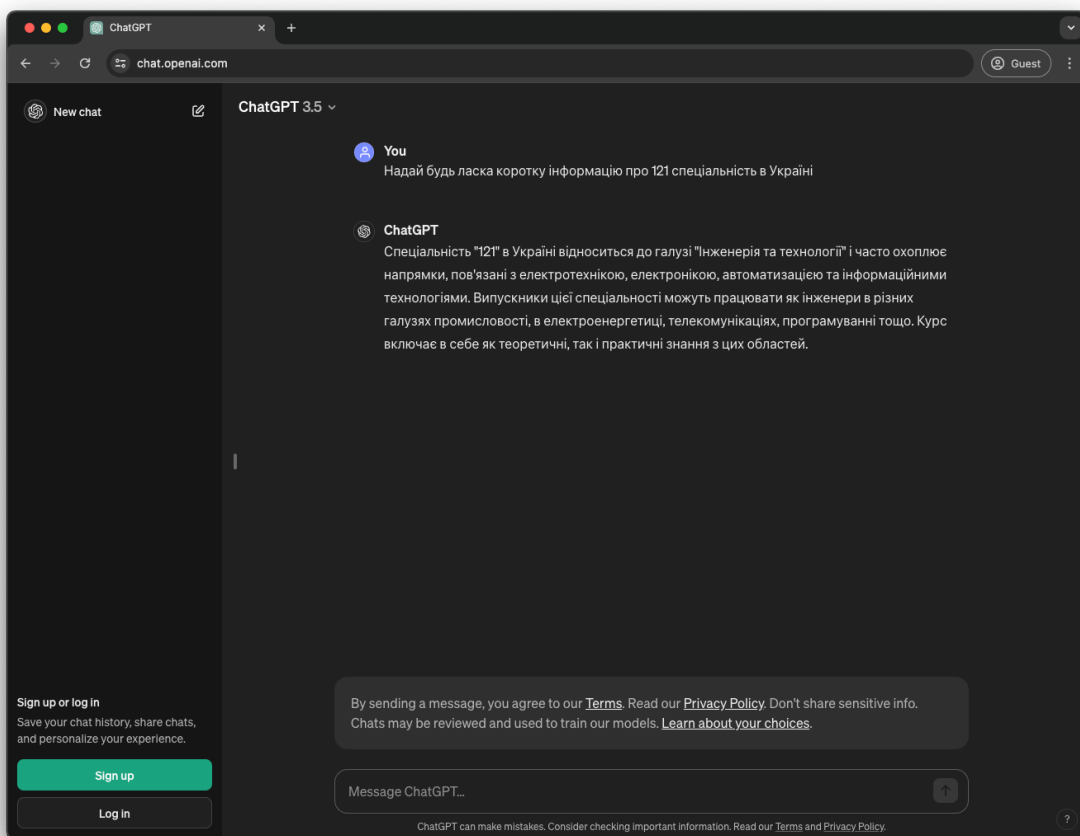 ChatGPT
chat.openai.com
Guest
New chat
ChatGPT 3.5
You
Надай будь ласка коротку інформацію про 121 спеціальність в Україні
ChatGPT
Спеціальність "121" в Україні відноситься до галузі "Інженерія та технології" і часто охоплює
напрямки, пов'язані з електротехнікою, електронікою, автоматизацією та інформаційними
технологіями. Випускники цієї спеціальності можуть працювати як інженери в різних
галузях промисловості, в електроенергетиці, телекомунікаціях, програмуванні тощо. Курс
включає в себе як теоретичні, так і практичні знання з цих областей.
Sign up or log in
Save your chat history, share chats,
and personalize your experience.
Sign up
Log in
By sending a message, you agree to our Terms. Read our Privacy Policy. Don't share sensitive info.
Chats may be reviewed and used to train our models. Learn about your choices.
Message ChatGPT...
ChatGPT can make mistakes. Consider checking important information. Read our Terms and Privacy Policy.
?